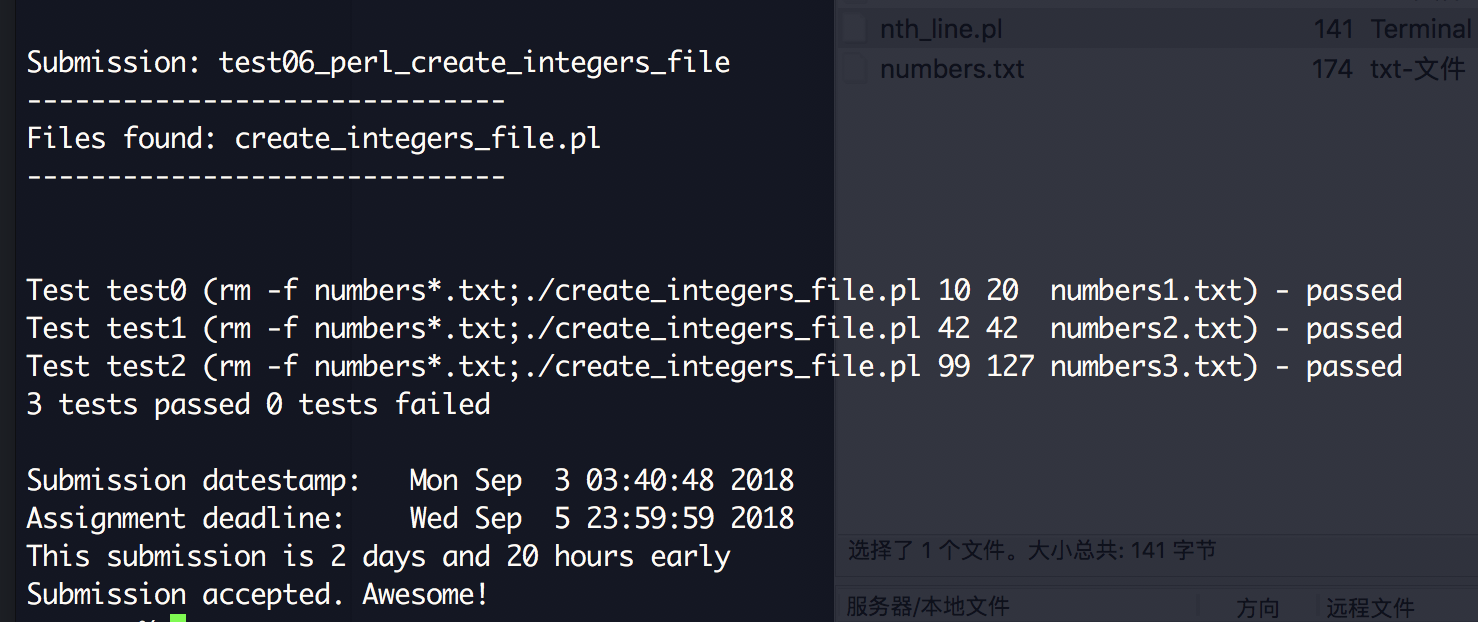 nth_line.pl 141 Terminal
Submission: test06_perl_create_integers_file
numbers.txt 174 txt-文件
------------------------------
Files found: create_integers_file.pl
------------------------------
Test test0 (rm -f numbers*.txt;./create_integers_file.pl 10 20  numbers1.txt) - passed
Test test1 (rm -f numbers*.txt;./create_integers_file.pl 42 42  numbers2.txt) - passed
Test test2 (rm -f numbers*.txt;./create_integers_file.pl 99 127 numbers3.txt) - passed
3 tests passed 0 tests failed
Submission datestamp:   Mon Sep  3 03:40:48 2018
Assignment deadline:    Wed Sep  5 23:59:59 2018
This submission is 2 days and 20 hours early
选择了 1 个文件。大小总共: 141 字节
Submission accepted. Awesome!
服务器/本地文件 方向 远程文件